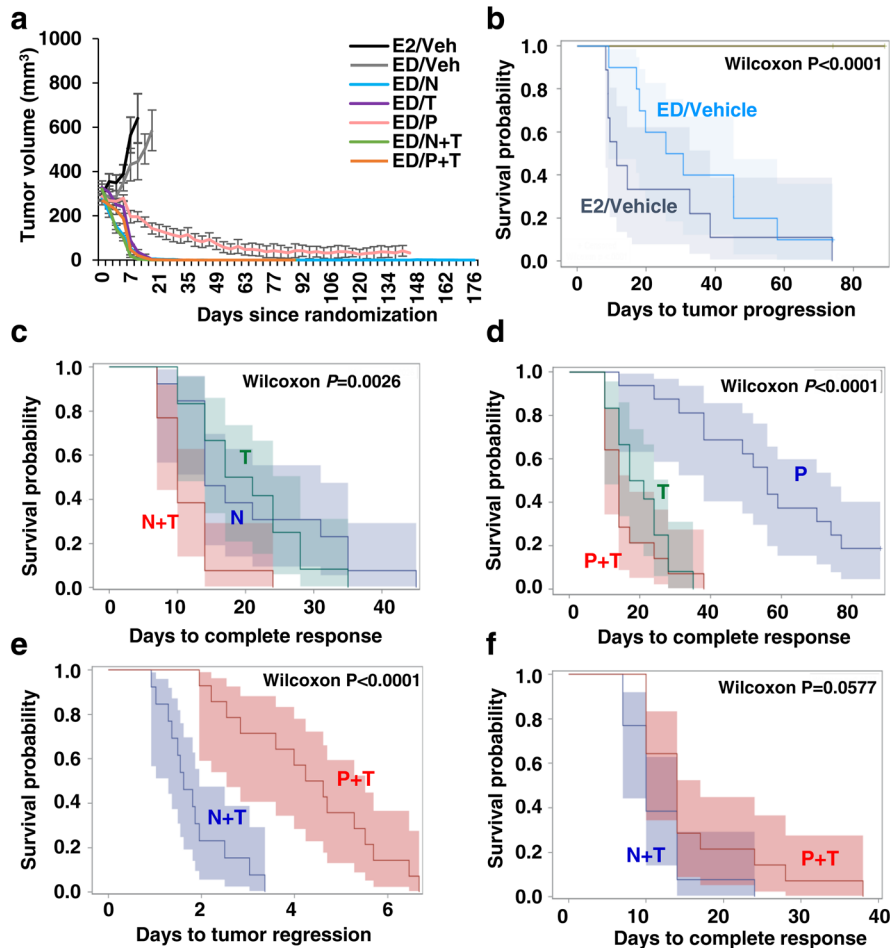 a
1000
800
600
400
200
0
Tumor volume (mm³)
E2/Veh
ED/Veh
ED/N
ED/T
ED/P
ED/N+T
ED/P+T
0 7 21 35 49 63 78 92 106 120 134 148 162 176
Days since randomization
b
1.0
0.8
0.6
0.4
0.2
0.0
Survival probability
Wilcoxon P<0.0001
ED/Vehicle
E2/Vehicle
0 20 40 60 80
Days to tumor progression
c
1.0
0.8
0.6
0.4
0.2
0.0
Survival probability
Wilcoxon P=0.0026
T
N+T
N
0 10 20 30 40
Days to complete response
d
1.0
0.8
0.6
0.4
0.2
0.0
Survival probability
Wilcoxon P<0.0001
P
T
P+T
0 20 40 60 80
Days to complete response
e
1.0
0.8
0.6
0.4
0.2
0.0
Survival probability
Wilcoxon P<0.0001
P+T
N+T
0 2 4 6
Days to tumor regression
f
1.0
0.8
0.6
0.4
0.2
0.0
Survival probability
Wilcoxon P=0.0577
N+T
P+T
0 10 20 30 40
Days to complete response